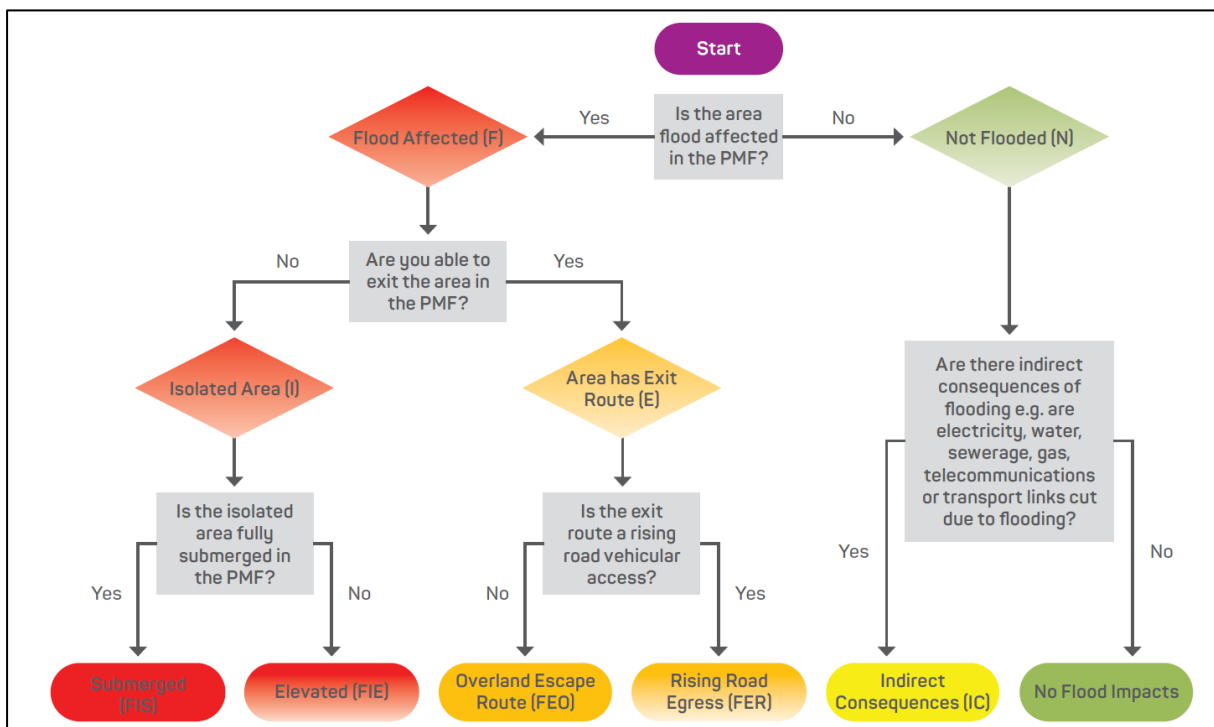 Start
Is the area
flood affected
in the PMF?
Yes
No
Flood Affected (F)
Not Flooded (N)
Are you able to
exit the area in
the PMF?
No
Yes
Isolated Area (I)
Area has Exit
Route (E)
Are there indirect
consequences of
flooding e.g. are
electricity, water,
sewerage, gas,
telecommunications
or transport links cut
due to flooding?
Is the isolated
area fully
submerged in
the PMF?
Is the exit
route a rising
road vehicular
access?
Yes
No
No
Yes
Yes
No
Submerged
(FIS)
Elevated (FIE)
Overland Escape
Route (FEO)
Rising Road
Egress (FER)
Indirect
Consequences (IC)
No Flood Impacts